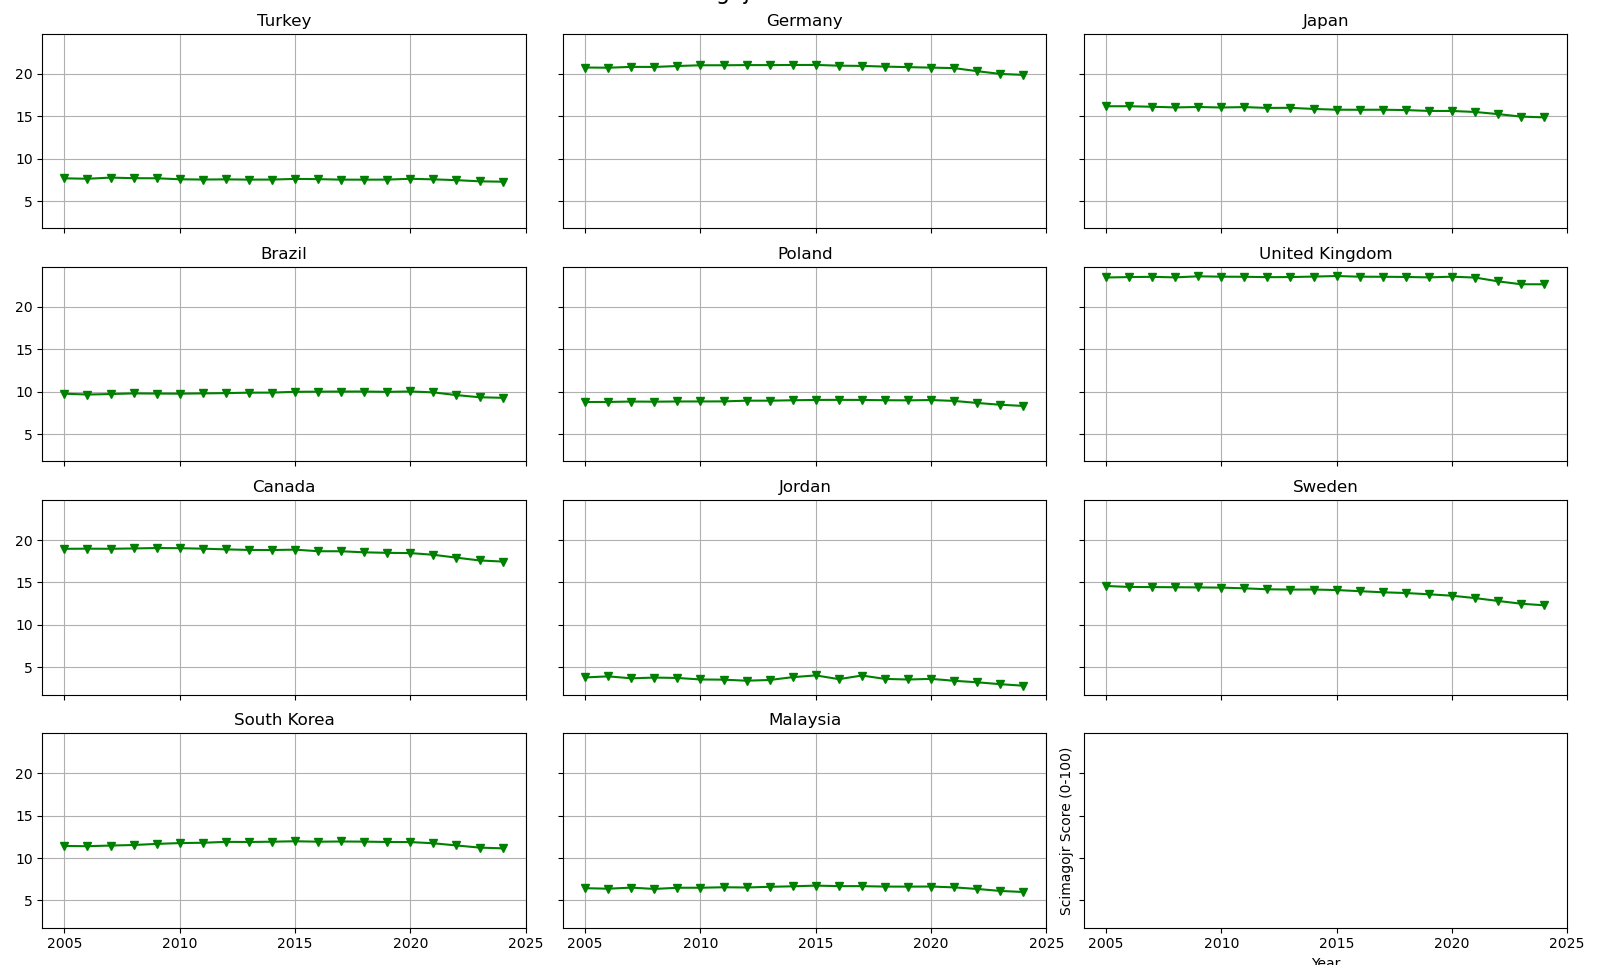 Turkey Germany Japan
20
15
10
5
Brazil Poland United Kingdom
20
15
10
5
Canada Jordan Sweden
20
15
10
5
South Korea Malaysia
20
15
10
5
Scimagojr Score (0-100)
2005 2010 2015 2020 2025 2005 2010 2015 2020 2025 2005 2010 2015 2020 2025
Year